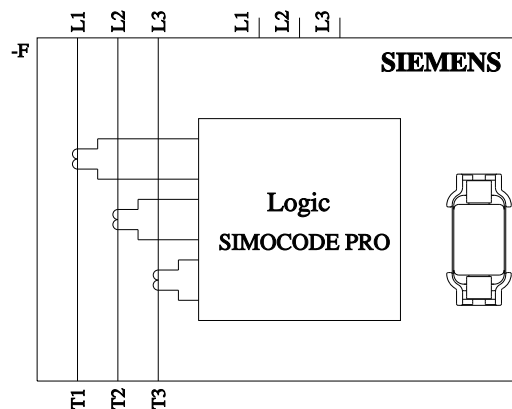 L1 L2 L3 L1 L2 L3
-F
SIEMENS
Logic
SIMOCODE PRO
T1 T2 T3